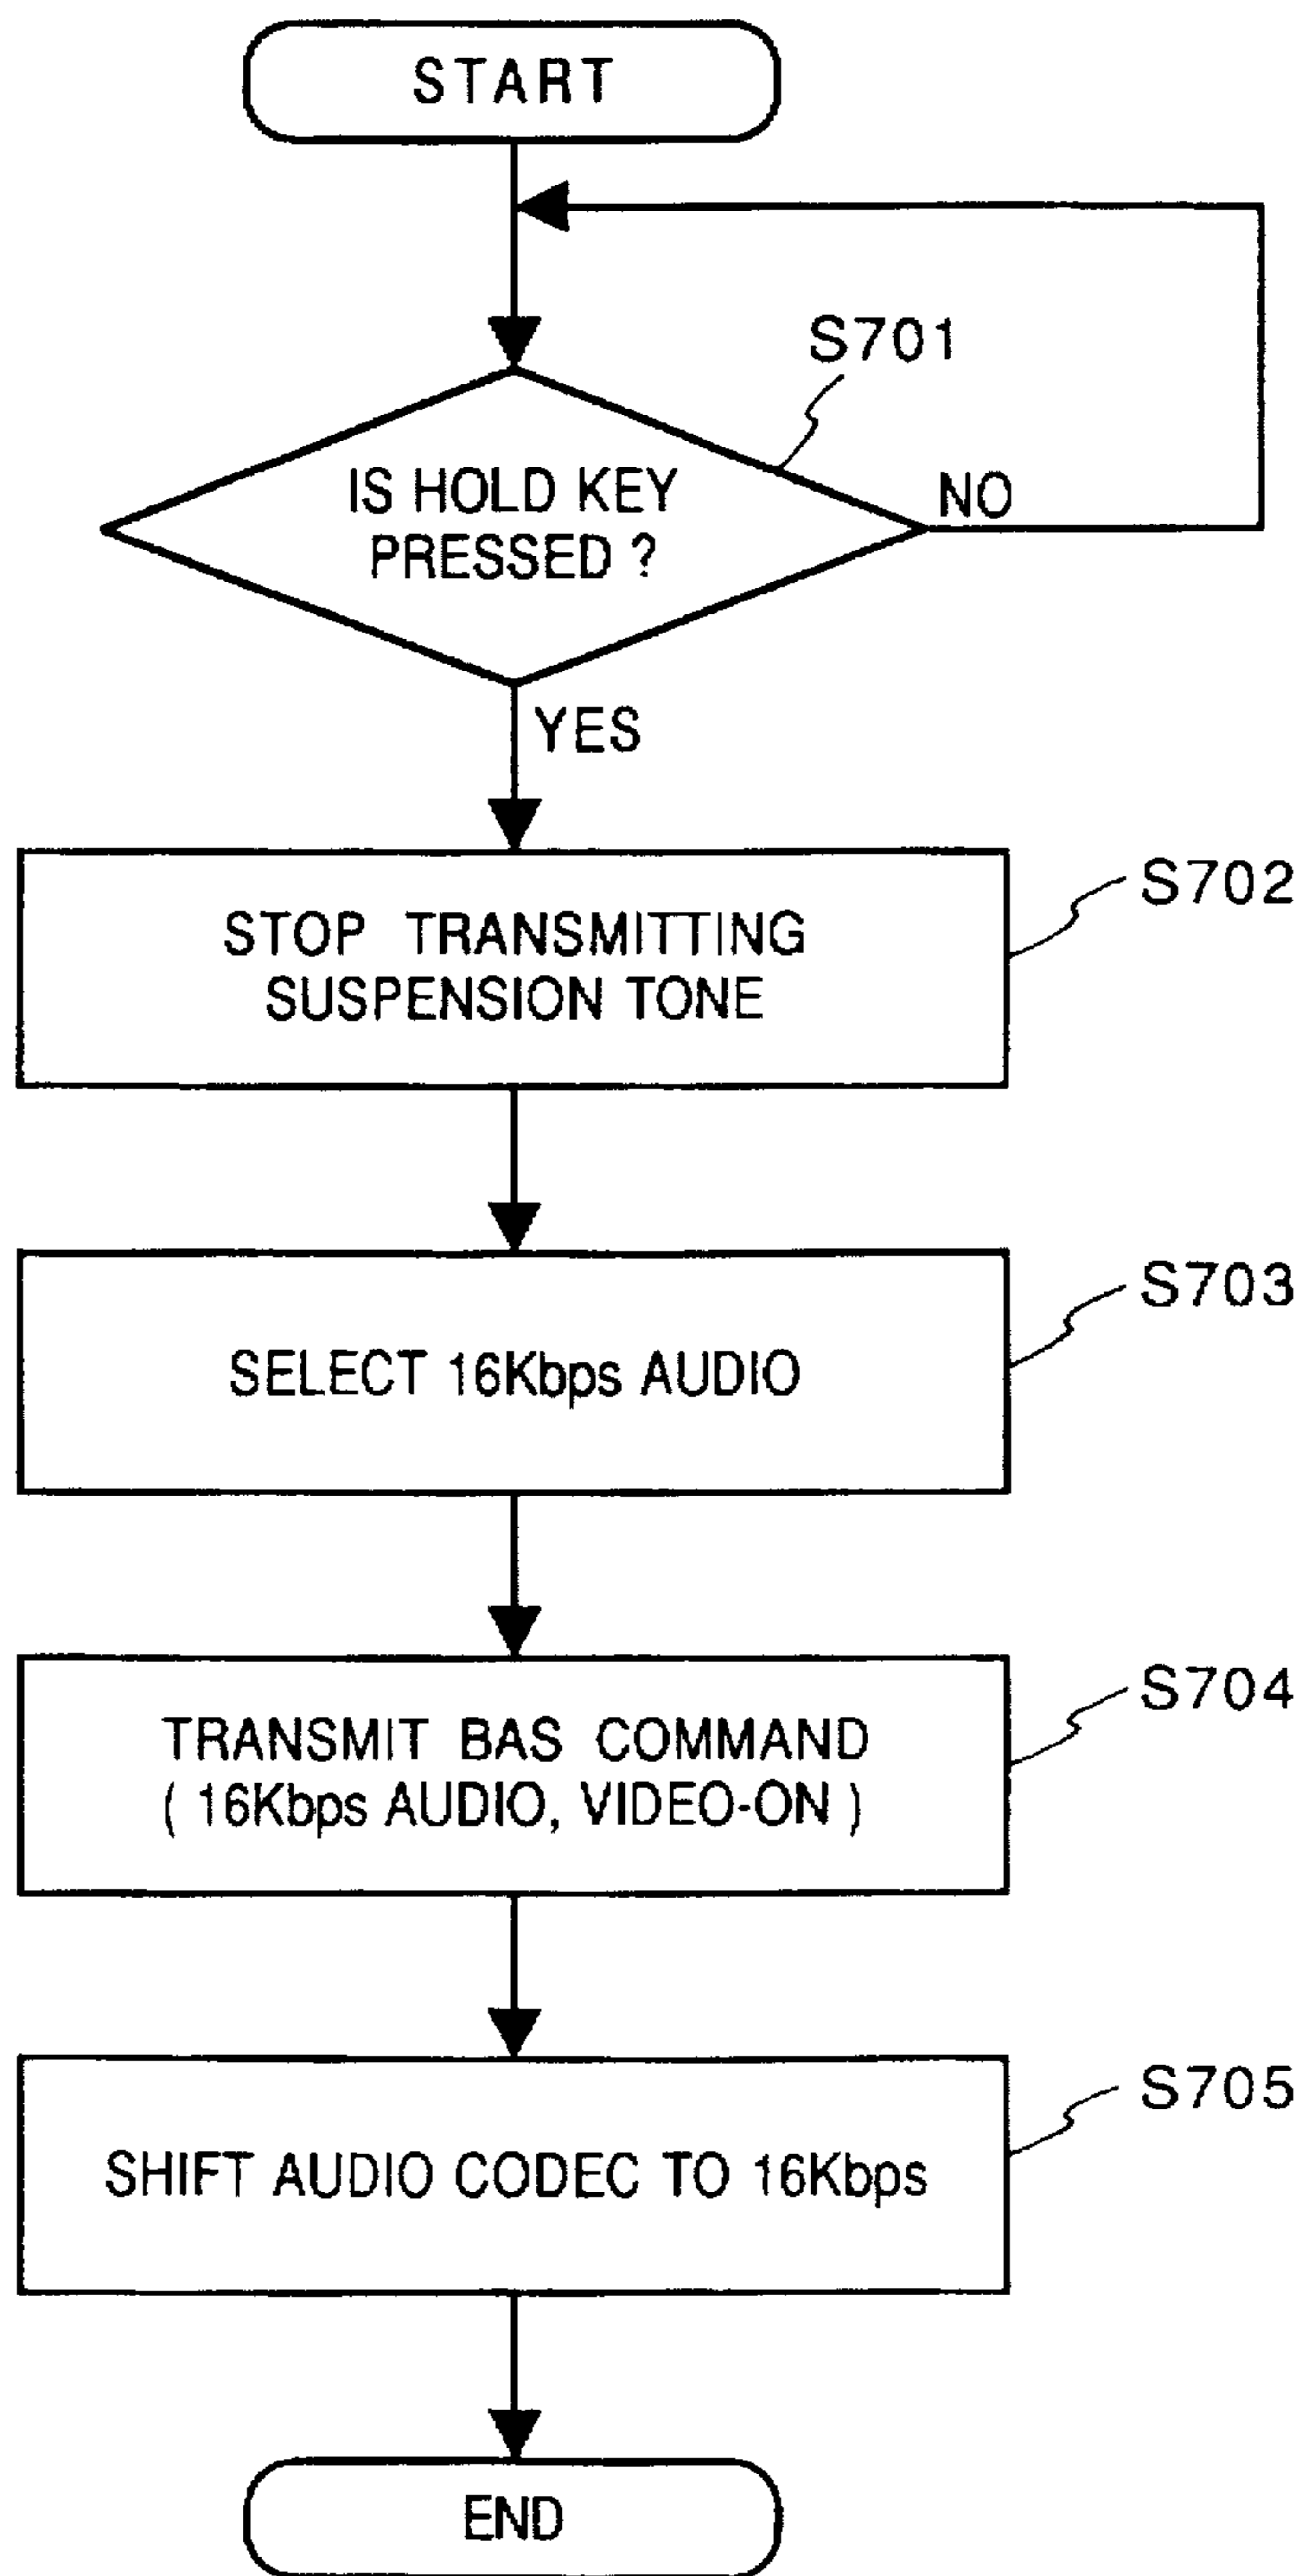 START
S701
IS HOLD KEY
PRESSED ?
NO
YES
S702
STOP TRANSMITTING
SUSPENSION TONE
S703
SELECT 16Kbps AUDIO
S704
TRANSMIT BAS COMMAND
( 16Kbps AUDIO, VIDEO-ON )
S705
SHIFT AUDIO CODEC TO 16Kbps
END